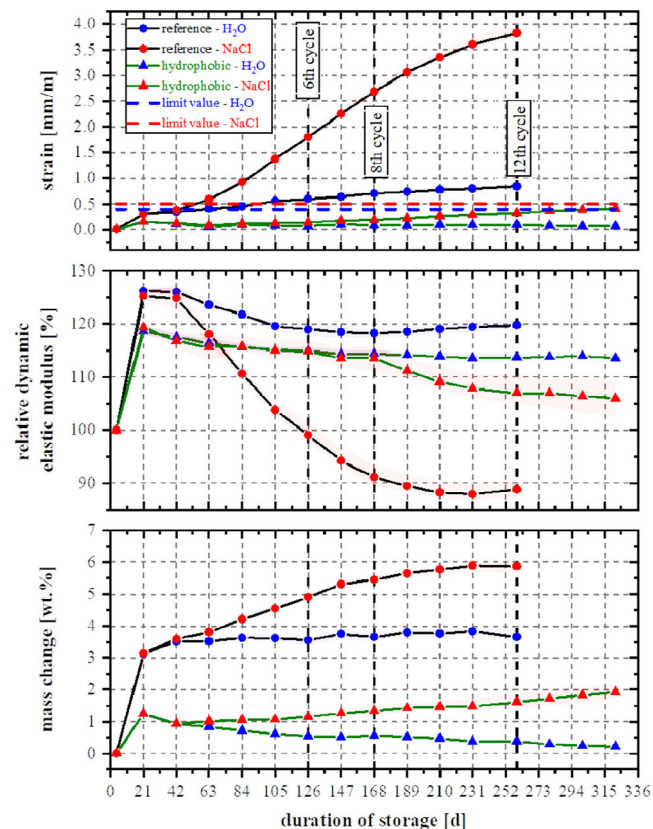 strain [mm/m]
4.0
3.5
3.0
2.5
2.0
1.5
1.0
0.5
0.0
reference - H₂O
reference - NaCl
hydrophobic - H₂O
hydrophobic - NaCl
limit value - H₂O
limit value - NaCl
6th cycle
8th cycle
12th cycle
relative dynamic
elastic modulus [%]
130
120
110
100
90
mass change [wt.%]
7
6
5
4
3
2
1
0
0 21 42 63 84 105 126 147 168 189 210 231 252 273 294 315 336
duration of storage [d]